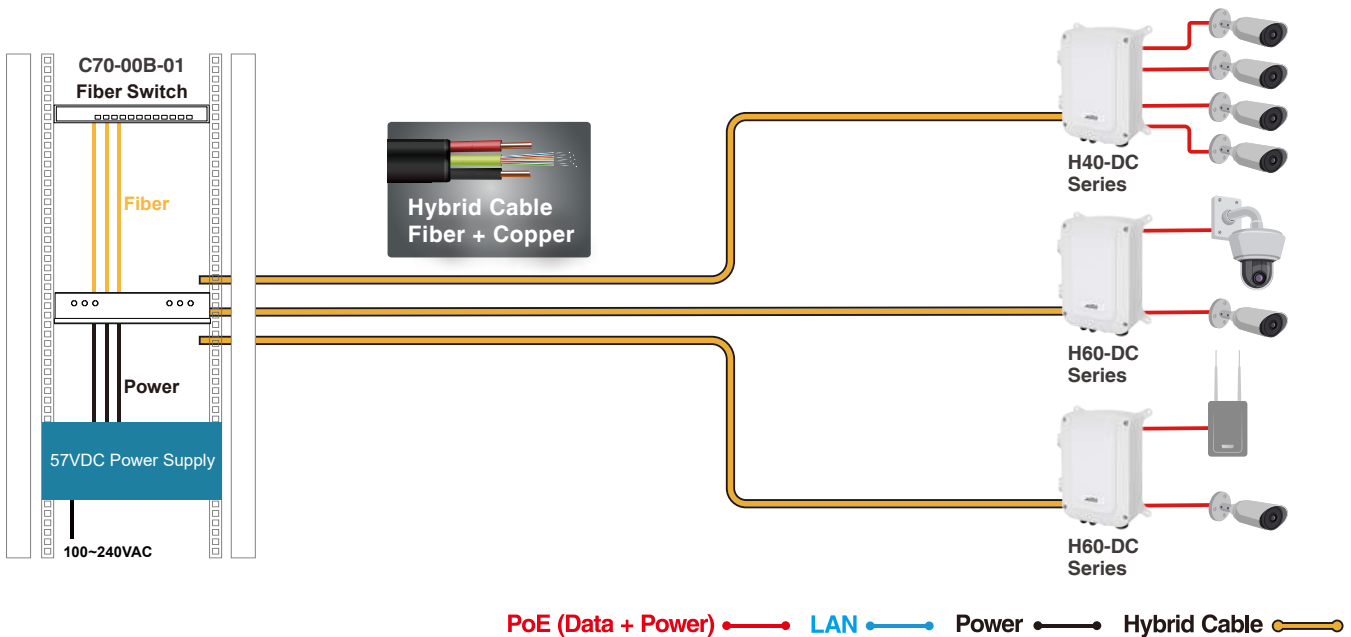 C70-00B-01
Fiber Switch
Fiber
Power
57VDC Power Supply
100~240VAC
Hybrid Cable
Fiber + Copper
H40-DC
Series
H60-DC
Series
H60-DC
Series
PoE (Data + Power)
LAN
Power
Hybrid Cable